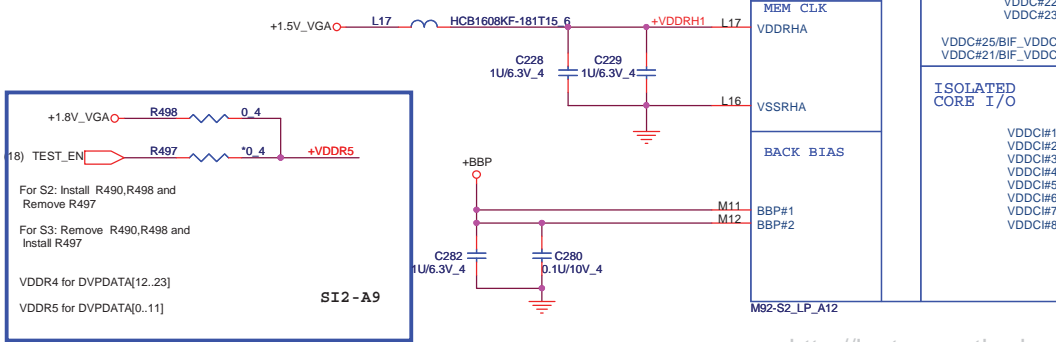 MEM CLK
+1.5V_VGA
L17
HCB1608KF-181T15_6
+VDDRH1
L17
VDDRHA
C228
1U/6.3V_4
C229
1U/6.3V_4
L16
VSSRHA
BACK BIAS
+BBP
M11
BBP#1
M12
BBP#2
C282
1U/6.3V_4
C280
0.1U/10V_4
M92-S2_LP_A12
VDDC#22
VDDC#23
VDDC#25/BIF_VDDC
VDDC#21/BIF_VDDC
ISOLATED
CORE I/O
VDDCI#1
VDDCI#2
VDDCI#3
VDDCI#4
VDDCI#5
VDDCI#6
VDDCI#7
VDDCI#8
+1.8V_VGA
R498
0_4
18)
TEST_EN
R497
*0_4
+VDDR5
For S2: Install R490,R498 and
Remove R497
For S3: Remove R490,R498 and
Install R497
VDDR4 for DVPDATA[12..23]
VDDR5 for DVPDATA[0..11]
SI2-A9